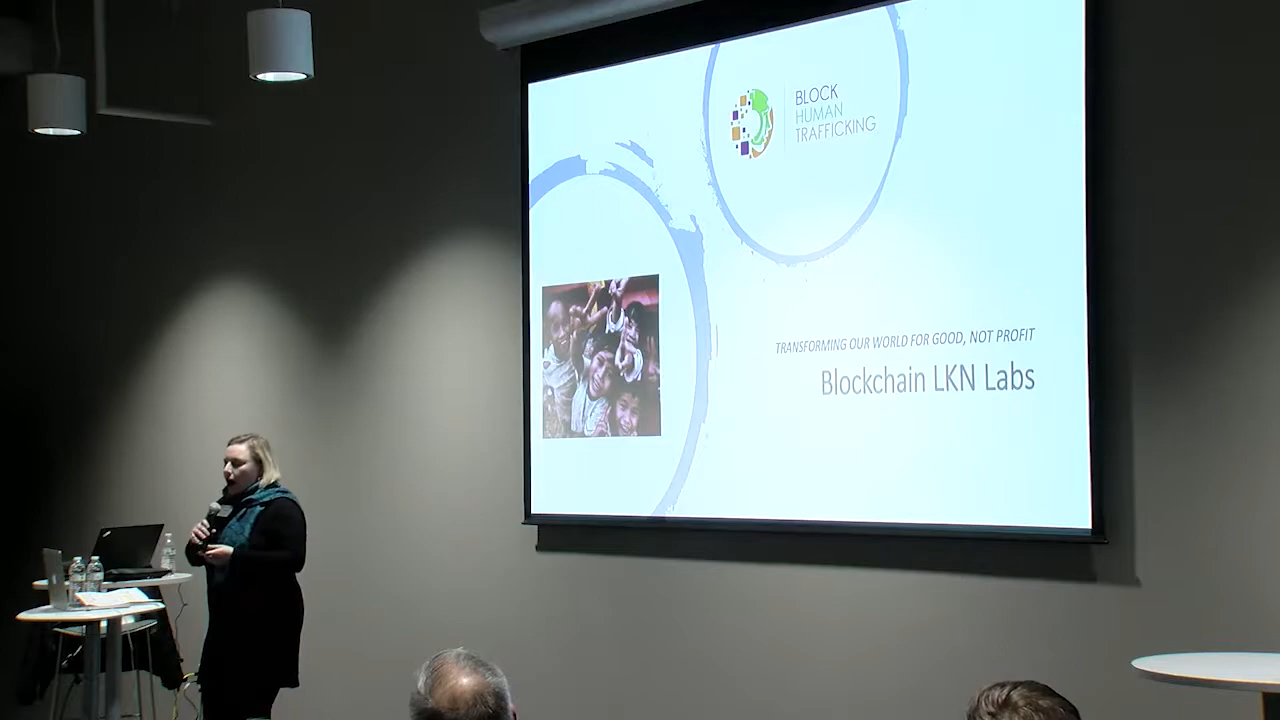 BLOCK
HUMAN
TRAFFICKING
TRANSFORMING OUR WORLD FOR GOOD, NOT PROFIT
Blockchain LKN Labs